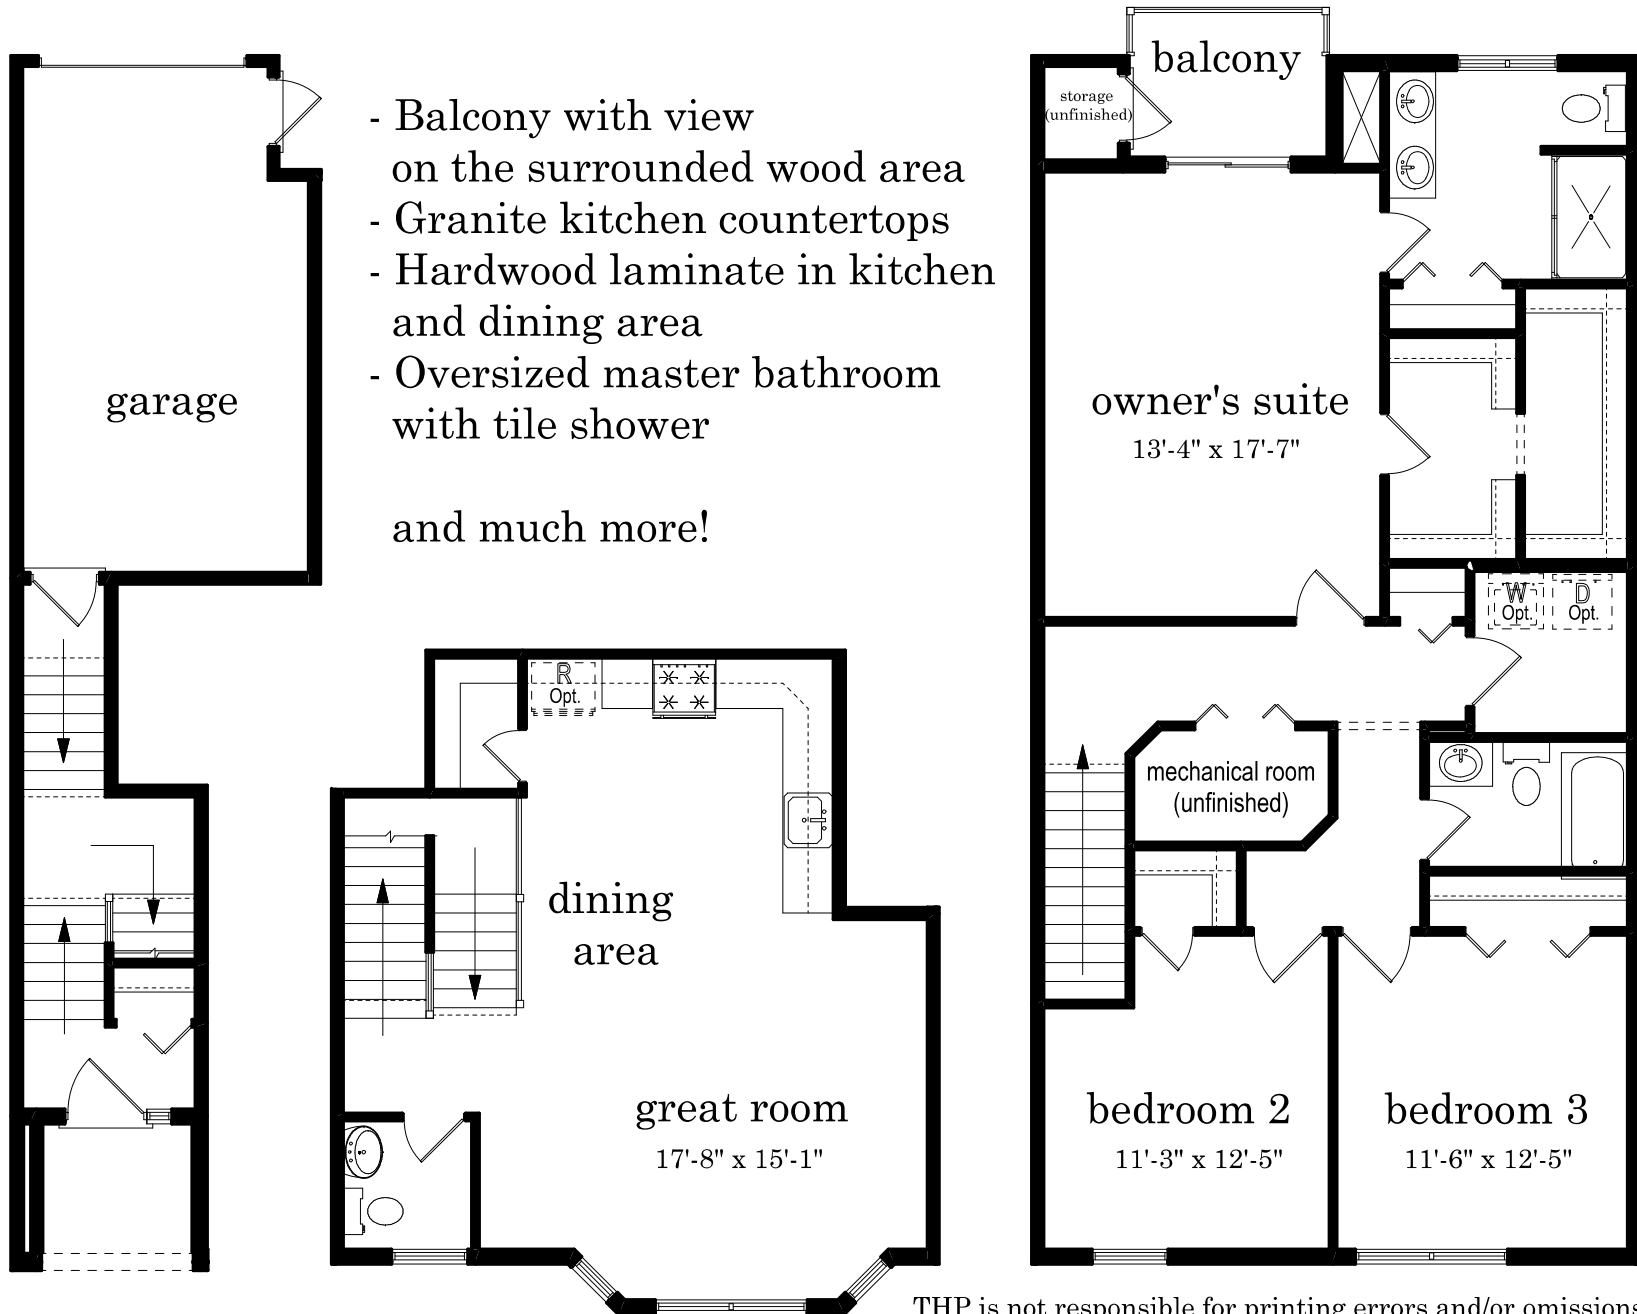 balcony
storage
(unfinished)
- Balcony with view
on the surrounded wood area
- Granite kitchen countertops
- Hardwood laminate in kitchen
and dining area
- Oversized master bathroom
with tile shower
and much more!
garage
owner's suite
13'-4" x 17'-7"
W
Opt.
D
Opt.
R
Opt.
mechanical room
(unfinished)
dining
area
great room
17'-8" x 15'-1"
bedroom 2
11'-3" x 12'-5"
bedroom 3
11'-6" x 12'-5"
THP is not responsible for printing errors and/or omissions